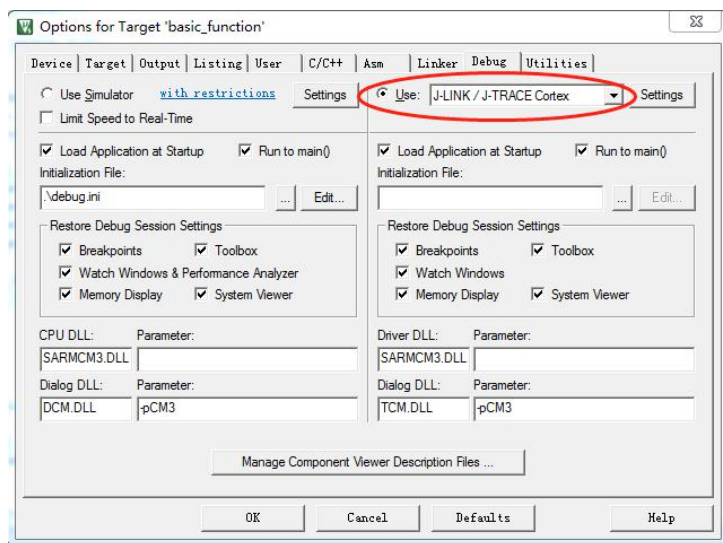 Options for Target 'basic_function'
Device Target Output Listing User C/C++ Asm Linker Debug Utilities
Use Simulator with restrictions Settings Use: J-LINK / J-TRACE Cortex Settings
Limit Speed to Real-Time
Load Application at Startup Run to main() Load Application at Startup Run to main()
Initialization File: Initialization File:
.\debug.ini ... Edit... ... Edit...
Restore Debug Session Settings Restore Debug Session Settings
Breakpoints Toolbox Breakpoints Toolbox
Watch Windows & Performance Analyzer Watch Windows
Memory Display System Viewer Memory Display System Viewer
CPU DLL: Parameter: Driver DLL: Parameter:
SARMCM3.DLL SARMCM3.DLL
Dialog DLL: Parameter: Dialog DLL: Parameter:
DCM.DLL -pCM3 TCM.DLL -pCM3
Manage Component Viewer Description Files ...
OK Cancel Defaults Help